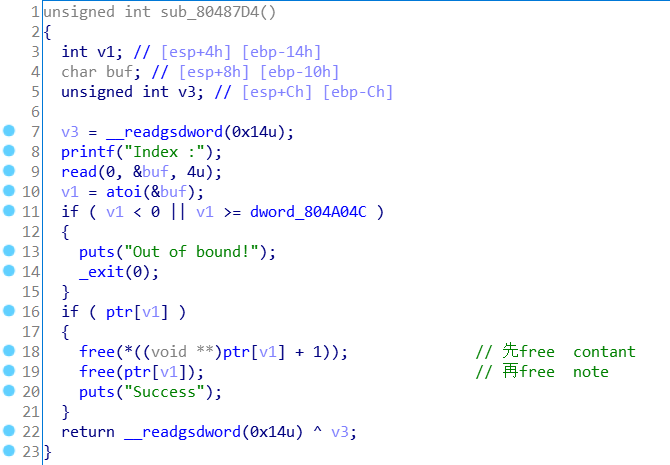 1 unsigned int sub_80487D4()
2 {
3   int v1; // [esp+4h] [ebp-14h]
4   char buf; // [esp+8h] [ebp-10h]
5   unsigned int v3; // [esp+Ch] [ebp-Ch]
6
7   v3 = __readgsdword(0x14u);
8   printf("Index :");
9   read(0, &buf, 4u);
10   v1 = atoi(&buf);
11   if ( v1 < 0 || v1 >= dword_804A04C )
12   {
13     puts("Out of bound!");
14     _exit(0);
15   }
16   if ( ptr[v1] )
17   {
18     free(*((void **)ptr[v1] + 1)); // 先free contant
19     free(ptr[v1]); // 再free note
20     puts("Success");
21   }
22   return __readgsdword(0x14u) ^ v3;
23 }